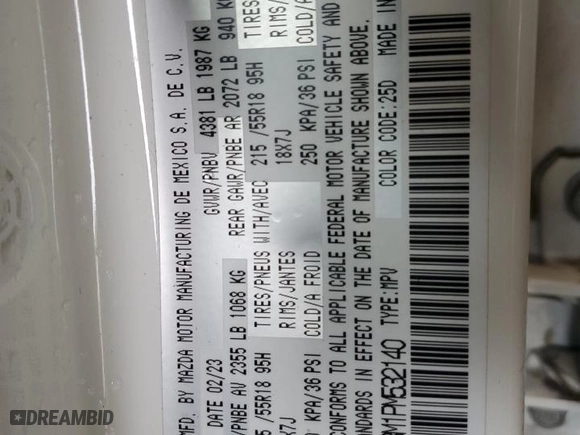 MFD. BY MAZDA MOTOR MANUFACTURING DE MEXICO S.A. DE C.V.
DATE 02/23 GVWR/PNBV 4381 LB 1987 KG
/PNBE AV 2355 LB 1068 KG REAR GAWR/PNBE AR 2072 LB 940 KG
/55R18 95H TIRES/PNEUS WITH/AVEC 215 /55R18 95H TIRES
X7J RIMS/JANTES 18X7J RIMS/
KPA/36 PSI COLD/A FROID 250 KPA/36 PSI COLD/A
CONFORMS TO ALL APPLICABLE FEDERAL MOTOR VEHICLE SAFETY AND
STANDARDS IN EFFECT ON THE DATE OF MANUFACTURE SHOWN ABOVE.
M1PM532140 TYPE:MPV COLOR CODE:25D MADE IN
DREAMBID